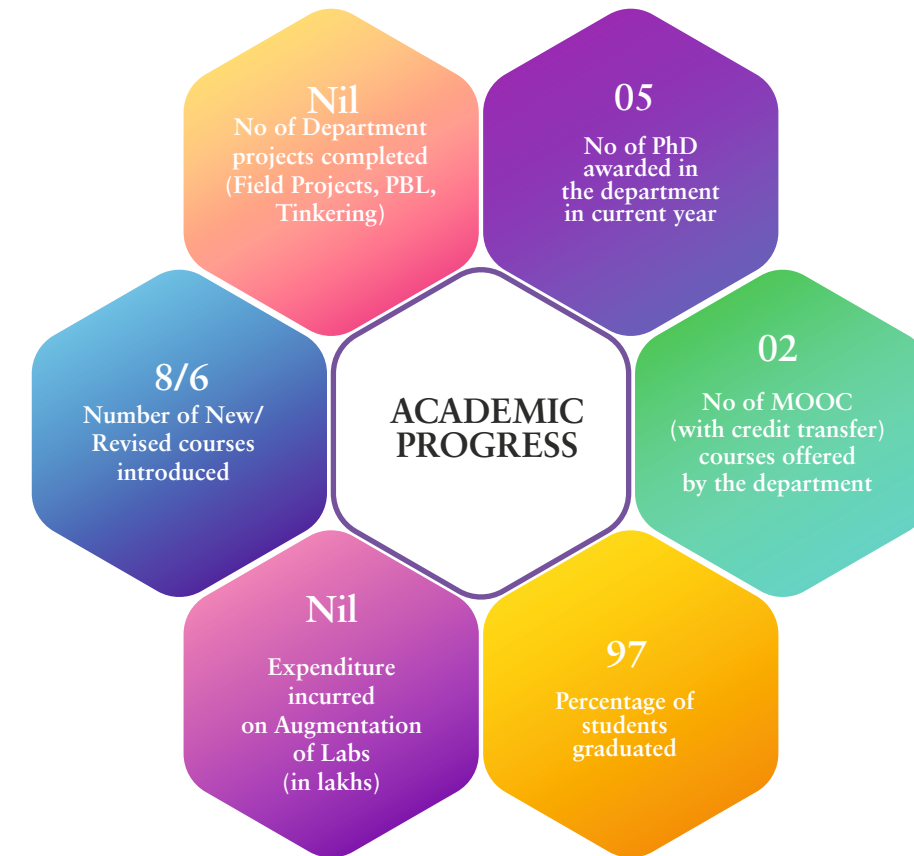 Nil
No of Department
projects completed
(Field Projects, PBL,
Tinkering)
05
No of PhD
awarded in
the department
in current year
8/6
Number of New/
Revised courses
introduced
ACADEMIC
PROGRESS
02
No of MOOC
(with credit transfer)
courses offered
by the department
Nil
Expenditure
incurred
on Augmentation
of Labs
(in lakhs)
97
Percentage of
students
graduated